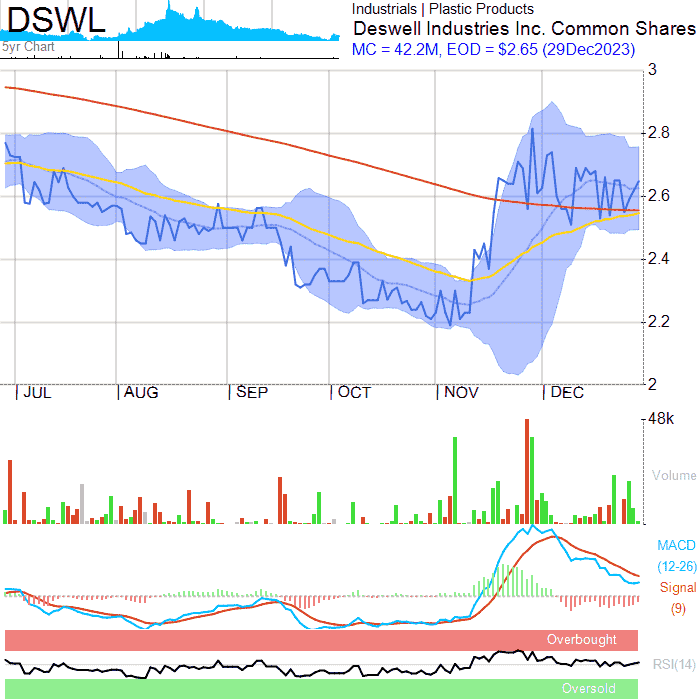 DSWL
5yr Chart
Industrials | Plastic Products
Deswell Industries Inc. Common Shares
MC = 42.2M, EOD = $2.65 (29Dec2023)
3
2.8
2.6
2.4
2.2
2
JUL AUG SEP OCT NOV DEC
48k
Volume
MACD
(12-26)
Signal
(9)
Overbought
RSI(14)
Oversold